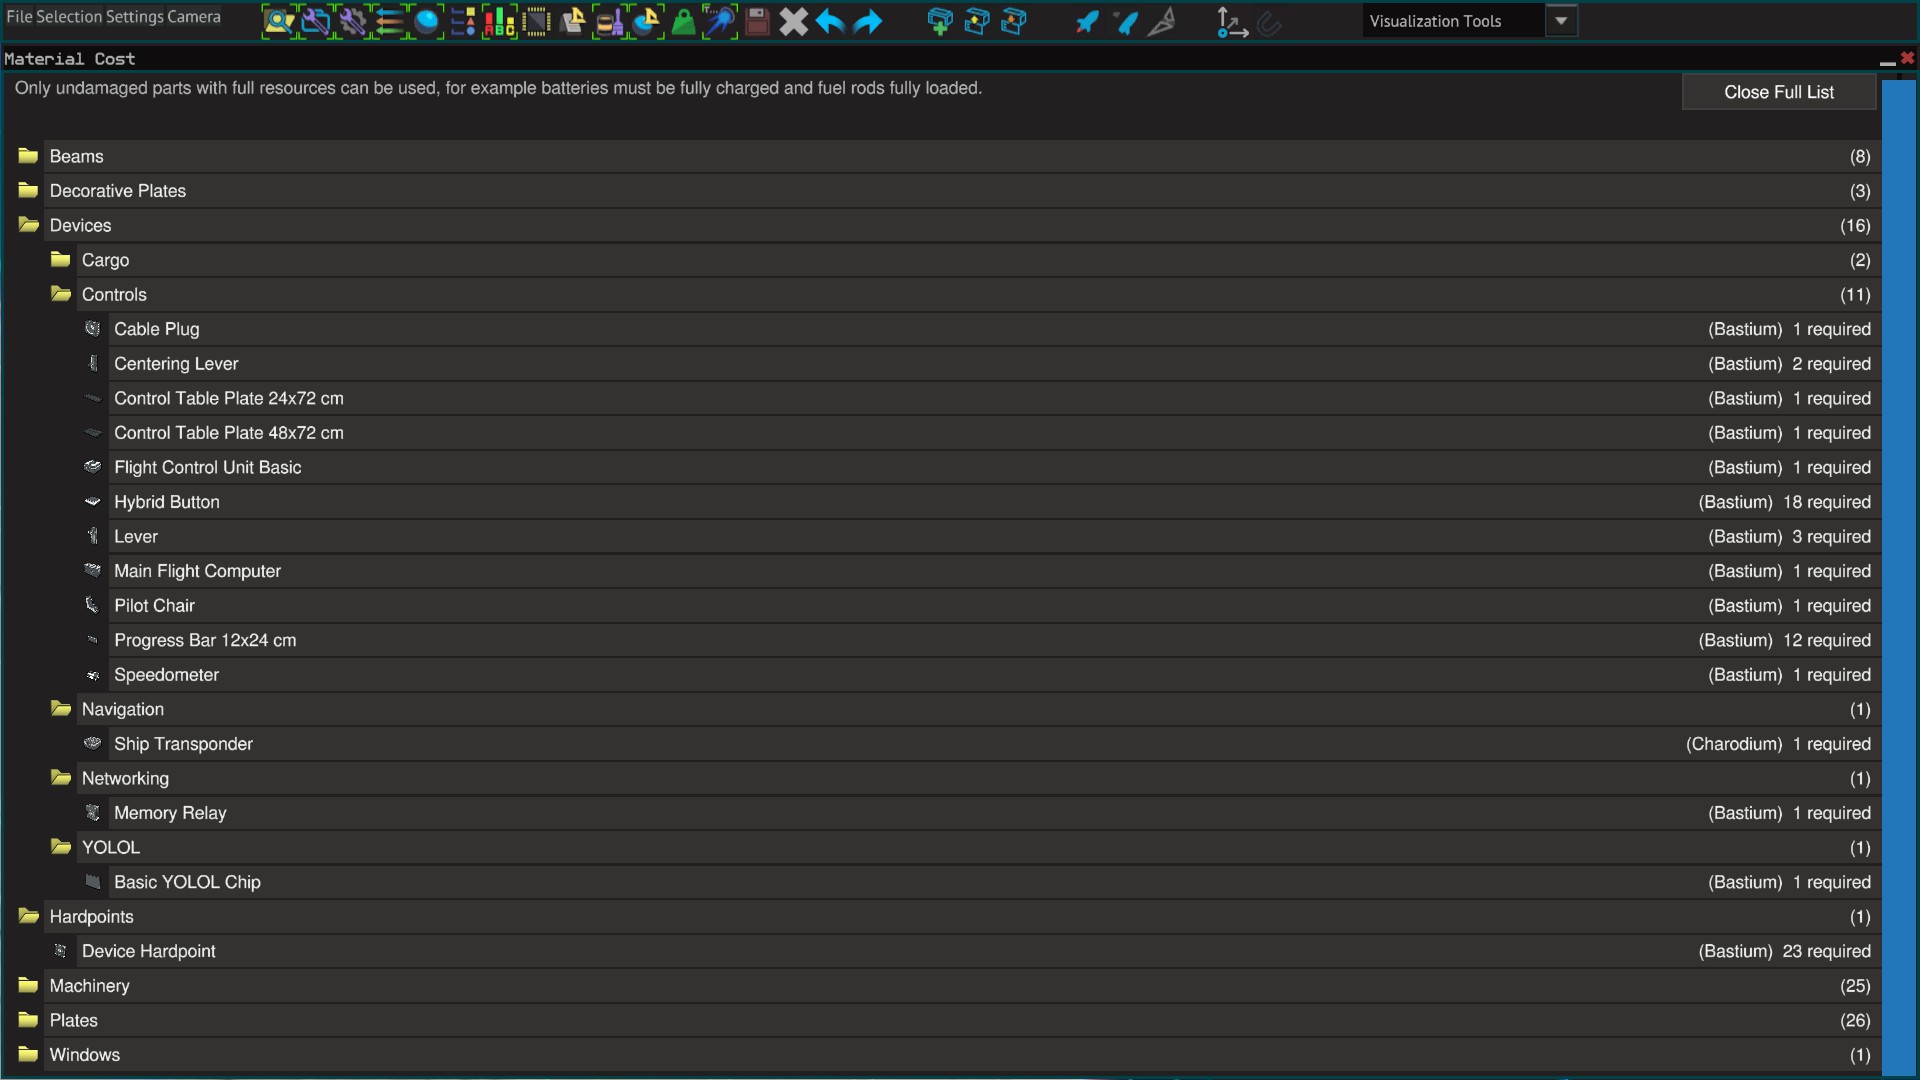 File Selection Settings Camera
ABC
Visualization Tools
Material Cost
Only undamaged parts with full resources can be used, for example batteries must be fully charged and fuel rods fully loaded.
Close Full List
Beams (8)
Decorative Plates (3)
Devices (16)
Cargo (2)
Controls (11)
Cable Plug (Bastium) 1 required
Centering Lever (Bastium) 2 required
Control Table Plate 24x72 cm (Bastium) 1 required
Control Table Plate 48x72 cm (Bastium) 1 required
Flight Control Unit Basic (Bastium) 1 required
Hybrid Button (Bastium) 18 required
Lever (Bastium) 3 required
Main Flight Computer (Bastium) 1 required
Pilot Chair (Bastium) 1 required
Progress Bar 12x24 cm (Bastium) 12 required
Speedometer (Bastium) 1 required
Navigation (1)
Ship Transponder (Charodium) 1 required
Networking (1)
Memory Relay (Bastium) 1 required
YOLOL (1)
Basic YOLOL Chip (Bastium) 1 required
Hardpoints (1)
Device Hardpoint (Bastium) 23 required
Machinery (25)
Plates (26)
Windows (1)